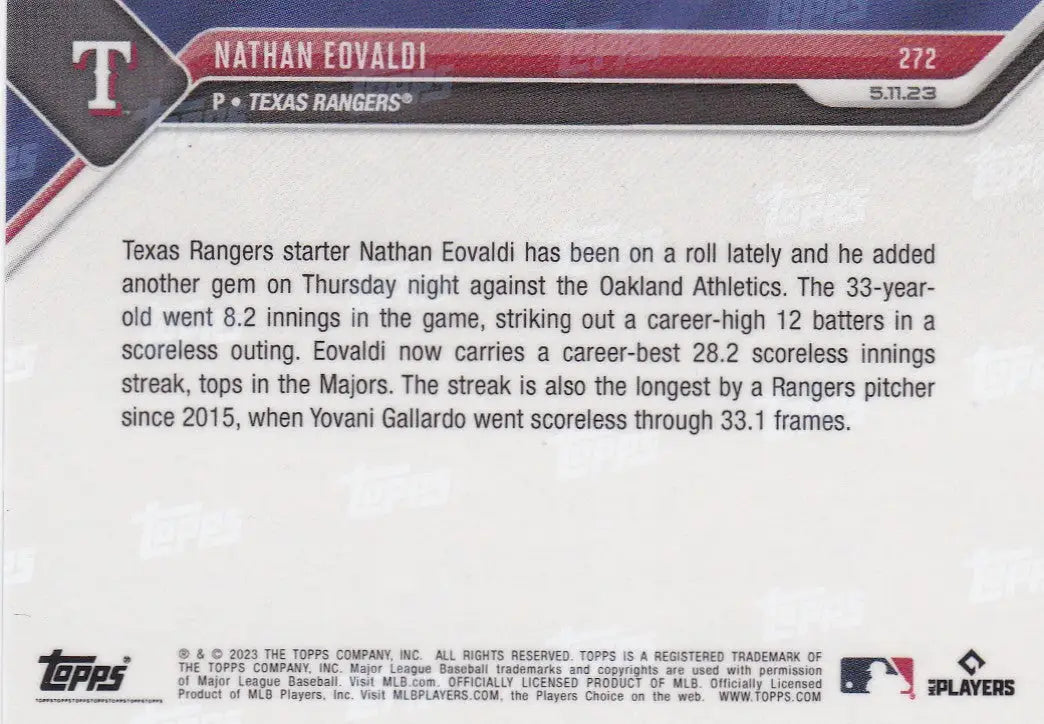 T
NATHAN EOVALDI
272
P • TEXAS RANGERS®
5.11.23
Texas Rangers starter Nathan Eovaldi has been on a roll lately and he added
another gem on Thursday night against the Oakland Athletics. The 33-year-
old went 8.2 innings in the game, striking out a career-high 12 batters in a
scoreless outing. Eovaldi now carries a career-best 28.2 scoreless innings
streak, tops in the Majors. The streak is also the longest by a Rangers pitcher
since 2015, when Yovani Gallardo went scoreless through 33.1 frames.
Topps®
TOPPSTOPPSTOPPSTOPPSTOPPSTOPPSTOPPS
® & © 2023 THE TOPPS COMPANY, INC. ALL RIGHTS RESERVED. TOPPS IS A REGISTERED TRADEMARK OF
THE TOPPS COMPANY, INC. Major League Baseball trademarks and copyrights are used with permission
of Major League Baseball. Visit MLB.com. OFFICIALLY LICENSED PRODUCT OF MLB. Officially Licensed
Product of MLB Players, Inc. Visit MLBPLAYERS.COM, the Players Choice on the web. WWW.TOPPS.COM
MLB PLAYERS